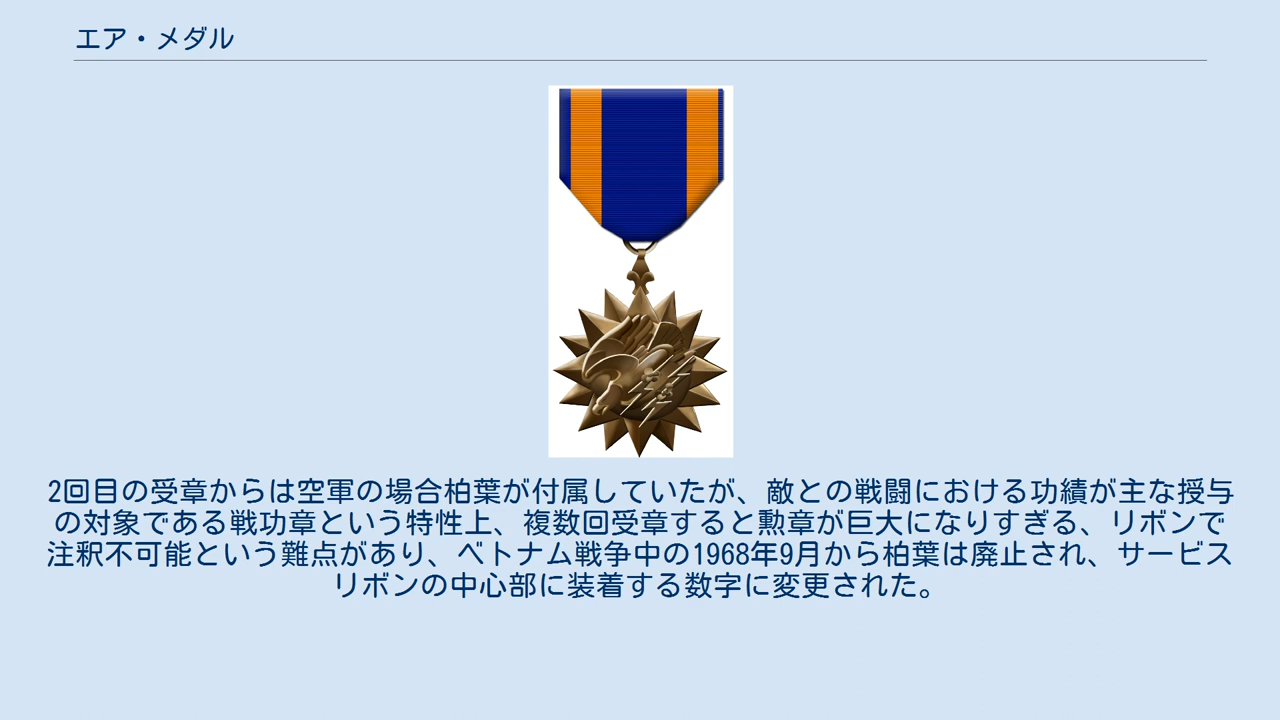 エア・メダル
2回目の受章からは空軍の場合柏葉が付属していたが、敵との戦闘における功績が主な授与
の対象である戦功章という特性上、複数回受章すると勲章が巨大になりすぎる、リボンで
注釈不可能という難点があり、ベトナム戦争中の1968年9月から柏葉は廃止され、サービス
リボンの中心部に装着する数字に変更された。